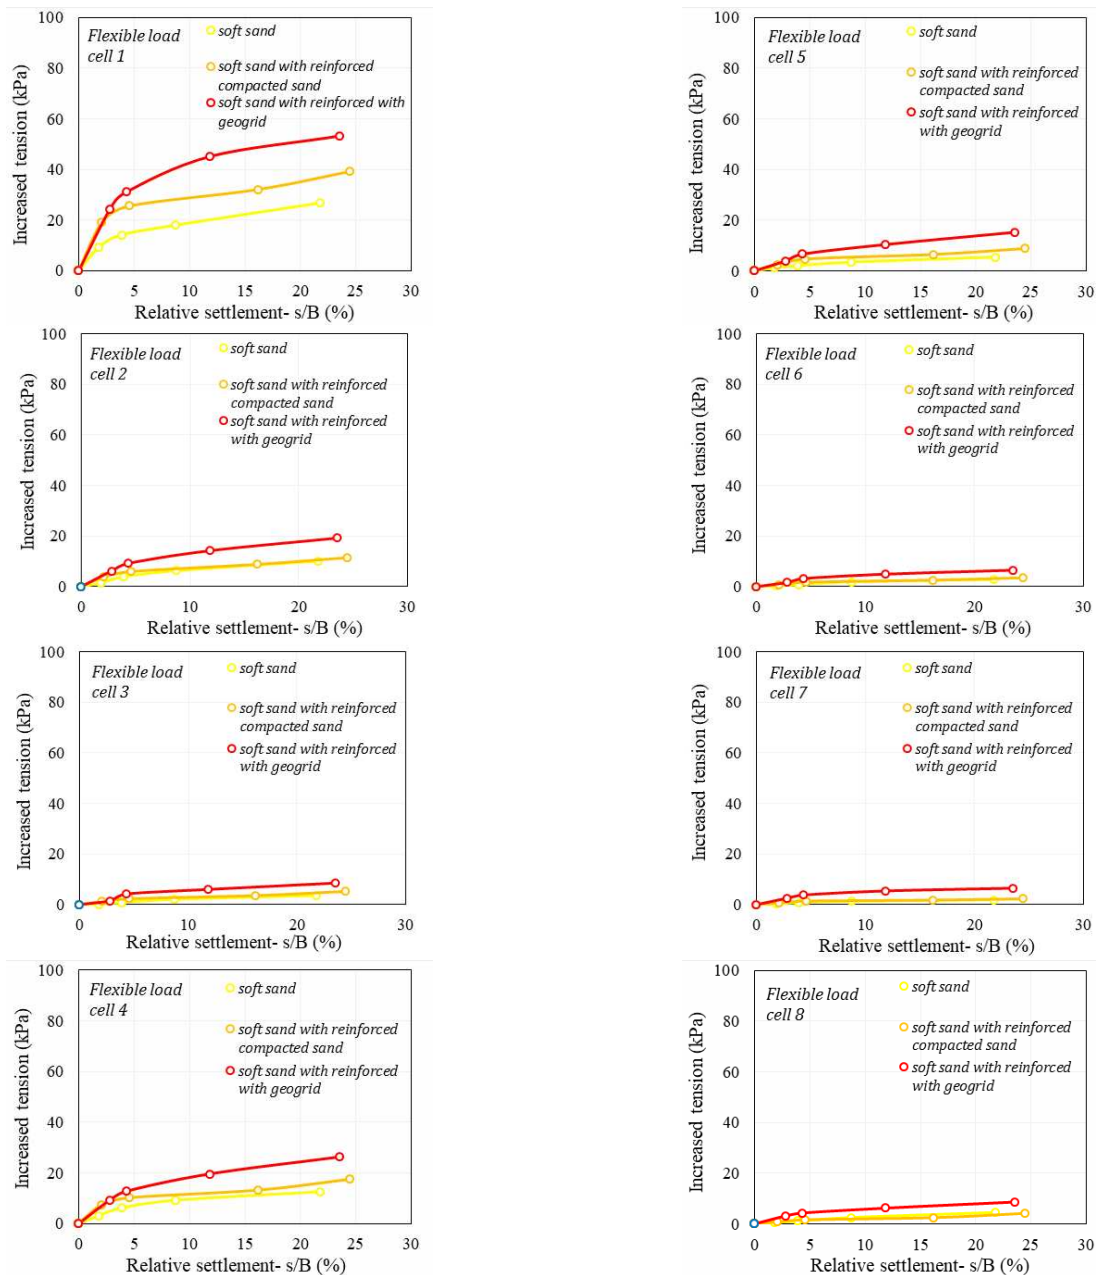 Flexible load
cell 1
soft sand
soft sand with reinforced
compacted sand
soft sand with reinforced with
geogrid
Increased tension (kPa)
100
80
60
40
20
0
0 5 10 15 20 25 30
Relative settlement- s/B (%)
Flexible load
cell 5
soft sand
soft sand with reinforced
compacted sand
soft sand with reinforced
with geogrid
Increased tension (kPa)
100
80
60
40
20
0
0 5 10 15 20 25 30
Relative settlement- s/B (%)
Flexible load
cell 2
soft sand
soft sand with reinforced
compacted sand
soft sand with reinforced
with geogrid
Increased tension (kPa)
100
80
60
40
20
0
0 10 20 30
Relative settlement- s/B (%)
Flexible load
cell 6
soft sand
soft sand with reinforced
compacted sand
soft sand with reinforced
with geogrid
Increased tension (kPa)
100
80
60
40
20
0
0 10 20 30
Relative settlement- s/B (%)
Flexible load
cell 3
soft sand
soft sand with reinforced
compacted sand
soft sand with reinforced
with geogrid
Increased tension (kPa)
100
80
60
40
20
0
0 10 20 30
Relative settlement- s/B (%)
Flexible load
cell 7
soft sand
soft sand with reinforced
compacted sand
soft sand with reinforced
with geogrid
Increased tension (kPa)
100
80
60
40
20
0
0 10 20 30
Relative settlement- s/B (%)
Flexible load
cell 4
soft sand
soft sand with reinforced
compacted sand
soft sand with reinforced
with geogrid
Increased tension (kPa)
100
80
60
40
20
0
0 5 10 15 20 25 30
Relative settlement- s/B (%)
Flexible load
cell 8
soft sand
soft sand with reinforced
compacted sand
soft sand with reinforced
with geogrid
Increased tension (kPa)
100
80
60
40
20
0
0 5 10 15 20 25 30
Relative settlement- s/B (%)